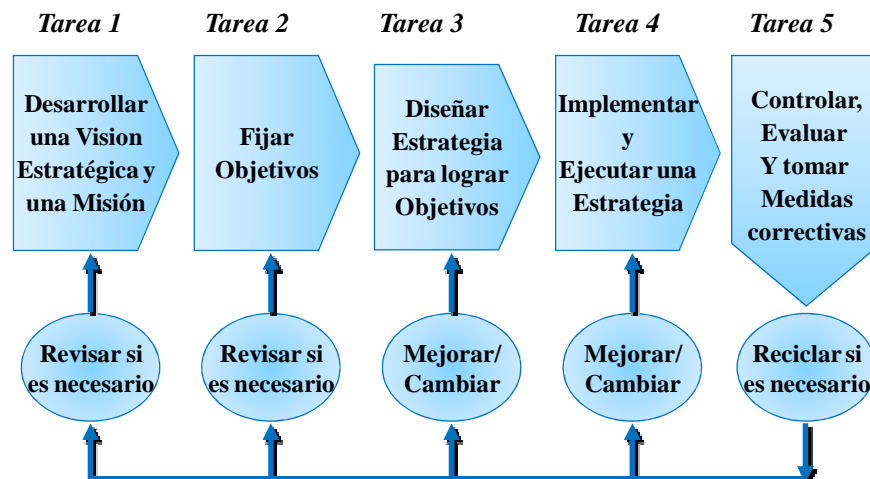 Tarea 1
Tarea 2
Tarea 3
Tarea 4
Tarea 5
Desarrollar
una Vision
Estratégica y
una Misión
Fijar
Objetivos
Diseñar
Estrategia
para lograr
Objetivos
Implementar
y
Ejecutar una
Estrategia
Controlar,
Evaluar
Y tomar
Medidas
correctivas
Revisar si
es necesario
Revisar si
es necesario
Mejorar/
Cambiar
Mejorar/
Cambiar
Reciclar si
es necesario